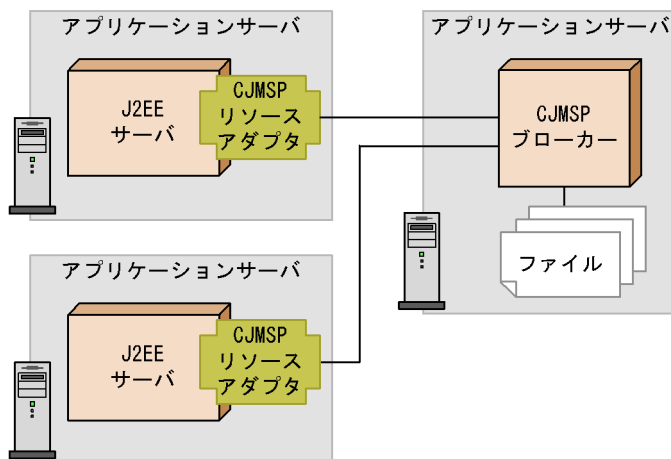 アプリケーションサーバ
J2EE
サーバ
CJMSP
リソース
アダプタ
アプリケーションサーバ
CJMSP
ブローカー
ファイル
アプリケーションサーバ
J2EE
サーバ
CJMSP
リソース
アダプタ